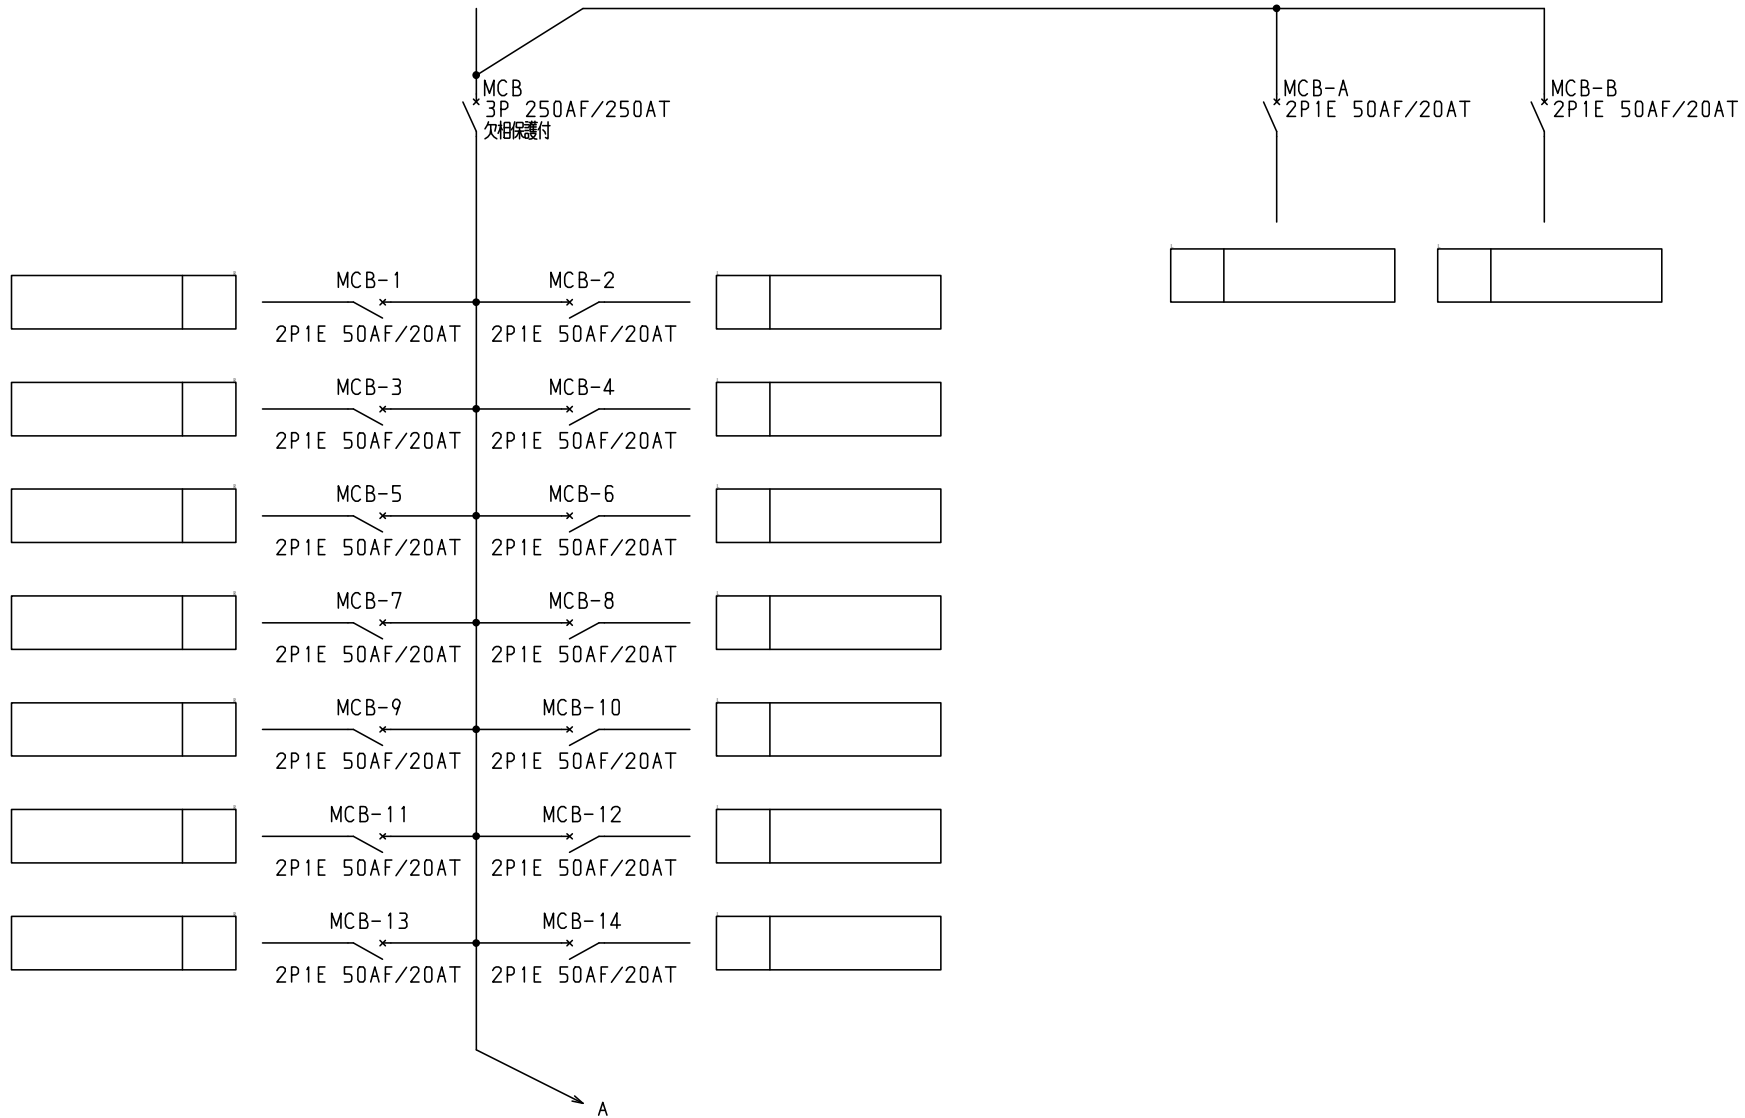 MCB
3P 250AF/250AT
欠相保護付
MCB-A
2P1E 50AF/20AT
MCB-B
2P1E 50AF/20AT
MCB-1
2P1E 50AF/20AT
MCB-2
2P1E 50AF/20AT
MCB-3
2P1E 50AF/20AT
MCB-4
2P1E 50AF/20AT
MCB-5
2P1E 50AF/20AT
MCB-6
2P1E 50AF/20AT
MCB-7
2P1E 50AF/20AT
MCB-8
2P1E 50AF/20AT
MCB-9
2P1E 50AF/20AT
MCB-10
2P1E 50AF/20AT
MCB-11
2P1E 50AF/20AT
MCB-12
2P1E 50AF/20AT
MCB-13
2P1E 50AF/20AT
MCB-14
2P1E 50AF/20AT
A